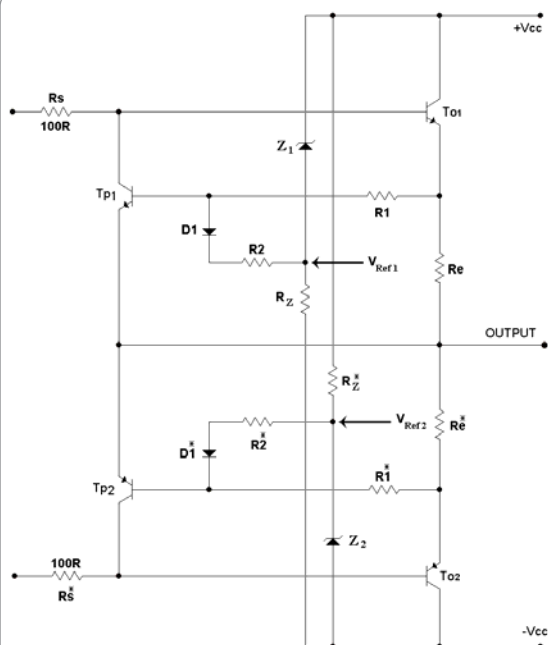 +Vcc
Rs
100R
To1
Z1
Tp1
R1
D1
R2
VRef1
RZ
Re
OUTPUT
R*Z
VRef2
R*2
Re*
D1*
R1*
Tp2
Z2
100R
Rs*
To2
-Vcc